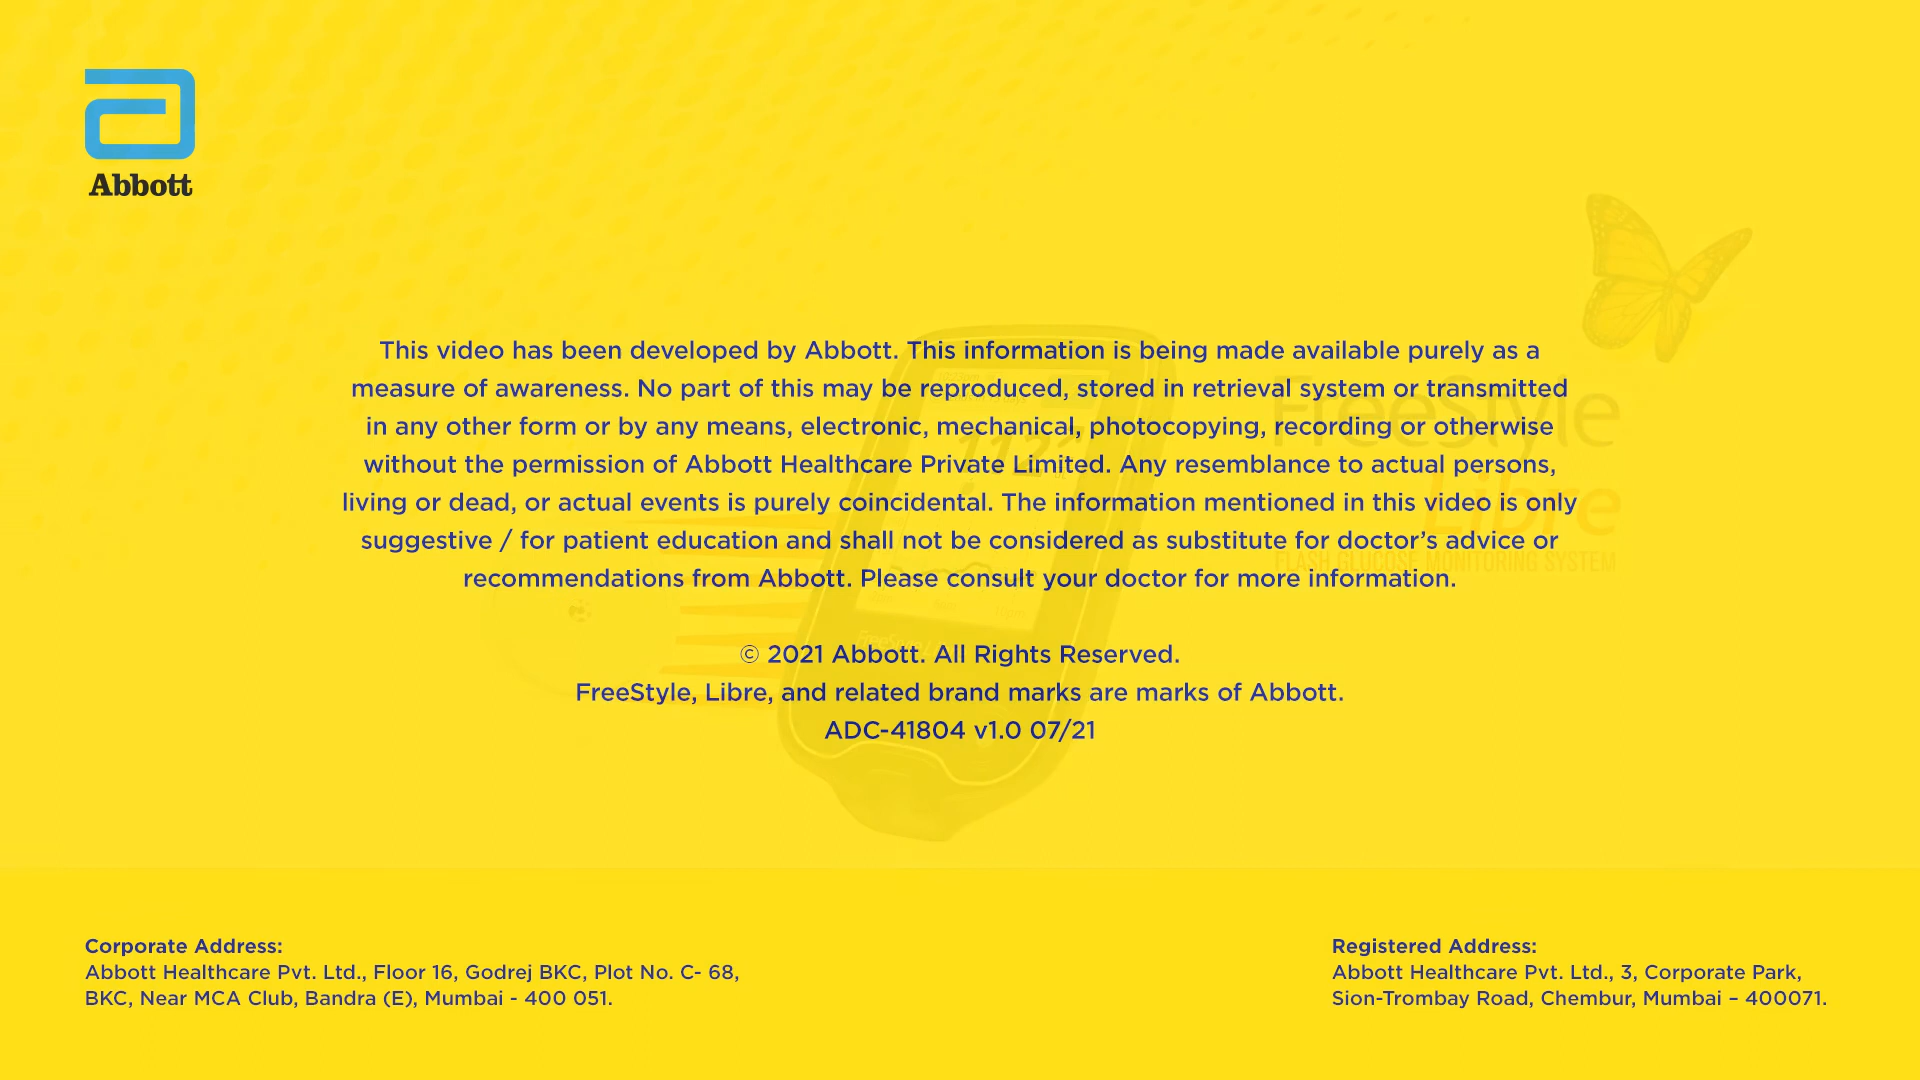 Abbott
This video has been developed by Abbott. This information is being made available purely as a
measure of awareness. No part of this may be reproduced, stored in retrieval system or transmitted
in any other form or by any means, electronic, mechanical, photocopying, recording or otherwise
without the permission of Abbott Healthcare Private Limited. Any resemblance to actual persons,
living or dead, or actual events is purely coincidental. The information mentioned in this video is only
suggestive / for patient education and shall not be considered as substitute for doctor’s advice or
recommendations from Abbott. Please consult your doctor for more information.
FreeStyle
Libre
FLASH GLUCOSE MONITORING SYSTEM
112
© 2021 Abbott. All Rights Reserved.
FreeStyle, Libre, and related brand marks are marks of Abbott.
ADC-41804 v1.0 07/21
Corporate Address:
Abbott Healthcare Pvt. Ltd., Floor 16, Godrej BKC, Plot No. C- 68,
BKC, Near MCA Club, Bandra (E), Mumbai - 400 051.
Registered Address:
Abbott Healthcare Pvt. Ltd., 3, Corporate Park,
Sion-Trombay Road, Chembur, Mumbai – 400071.